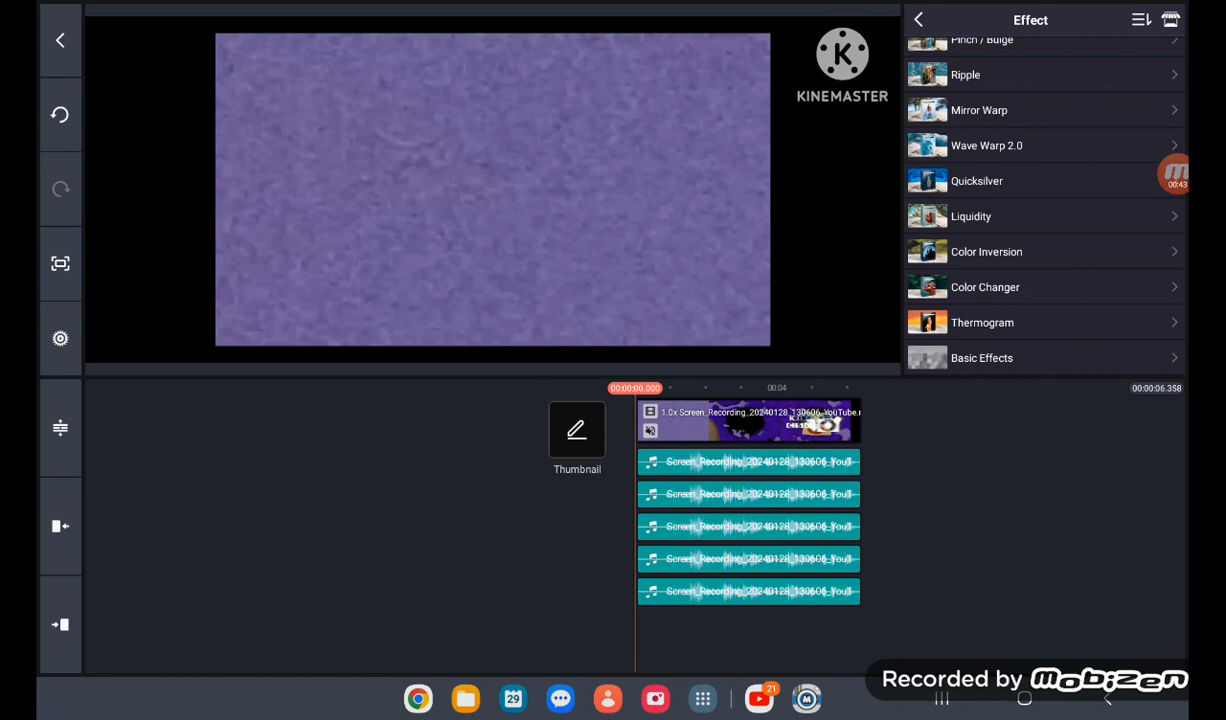 Effect
KINEMASTER
Pinch / Bulge
Ripple
Mirror Warp
Wave Warp 2.0
Quicksilver
00:43
Liquidity
Color Inversion
Color Changer
Thermogram
Basic Effects
00:00:00.000
00:04
00:00:06.358
1.0x Screen_Recording_20240128_130606_YouTube.
Thumbnail
Screen_Recording_20240128_130606_YouT
Screen_Recording_20240128_130606_YouT
Screen_Recording_20240128_130606_YouT
Screen_Recording_20240128_130606_YouT
Screen_Recording_20240128_130606_YouT
Recorded by mobizen
29
21